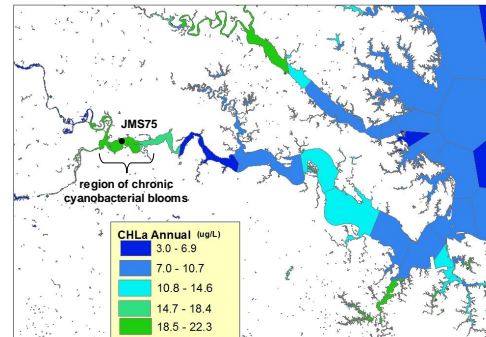 JMS75
region of chronic
cyanobacterial blooms
CHLa Annual (ug/L)
3.0 - 6.9
7.0 - 10.7
10.8 - 14.6
14.7 - 18.4
18.5 - 22.3